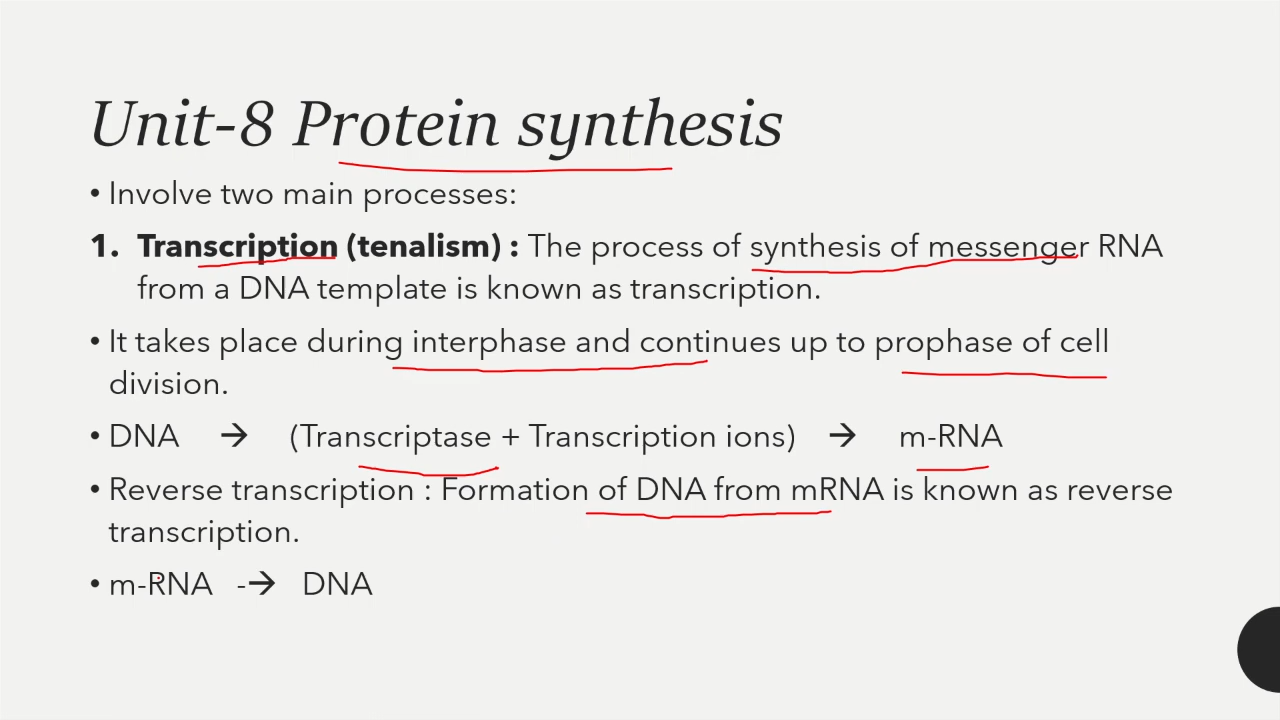 Unit-8 Protein synthesis
• Involve two main processes:
1. Transcription (tenalism) : The process of synthesis of messenger RNA
from a DNA template is known as transcription.
• It takes place during interphase and continues up to prophase of cell
division.
• DNA → (Transcriptase + Transcription ions) → m-RNA
• Reverse transcription : Formation of DNA from mRNA is known as reverse
transcription.
• m-RNA -→ DNA